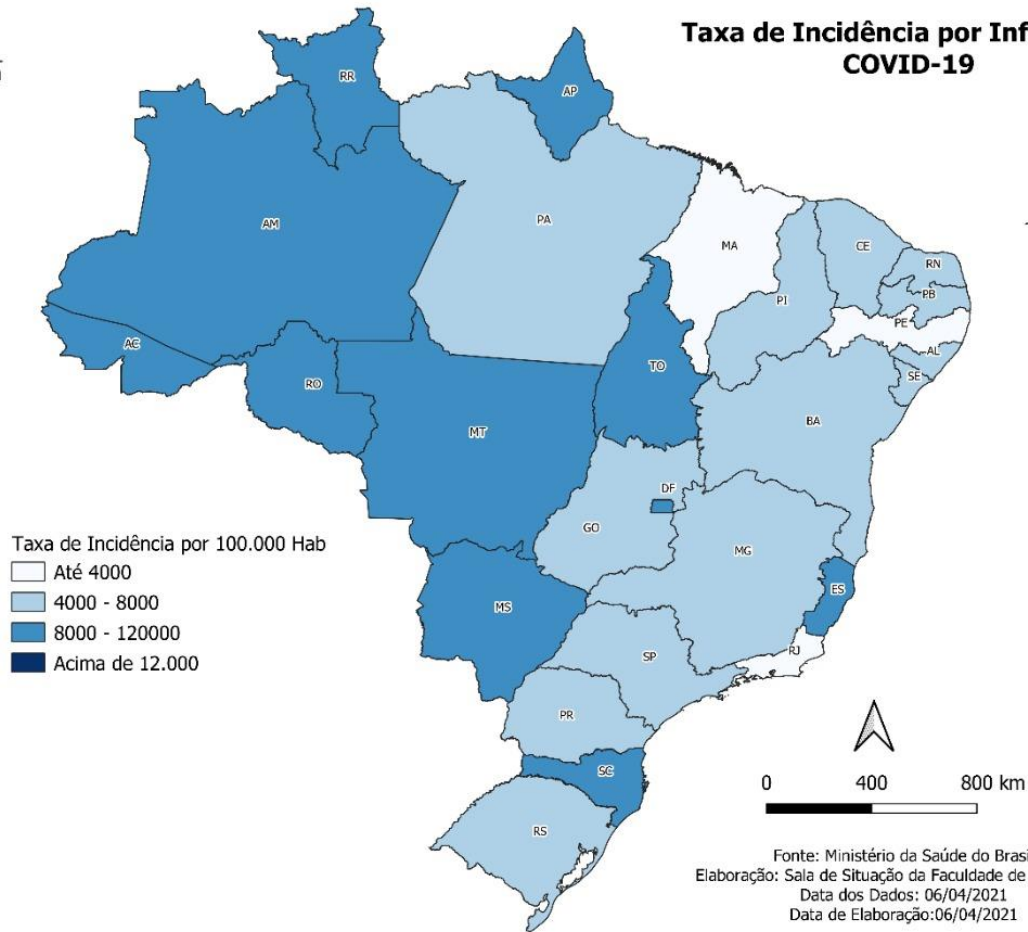 Taxa de Incidência por Inf
COVID-19
RR
AP
AM
PA
MA
CE
RN
PB
PI
PE
AL
SE
AC
RO
TO
BA
MT
DF
GO
MG
ES
MS
SP
RJ
PR
SC
RS
Taxa de Incidência por 100.000 Hab
Até 4000
4000 - 8000
8000 - 120000
Acima de 12.000
0 400 800 km
Fonte: Ministério da Saúde do Brasi
Elaboração: Sala de Situação da Faculdade de
Data dos Dados: 06/04/2021
Data de Elaboração:06/04/2021